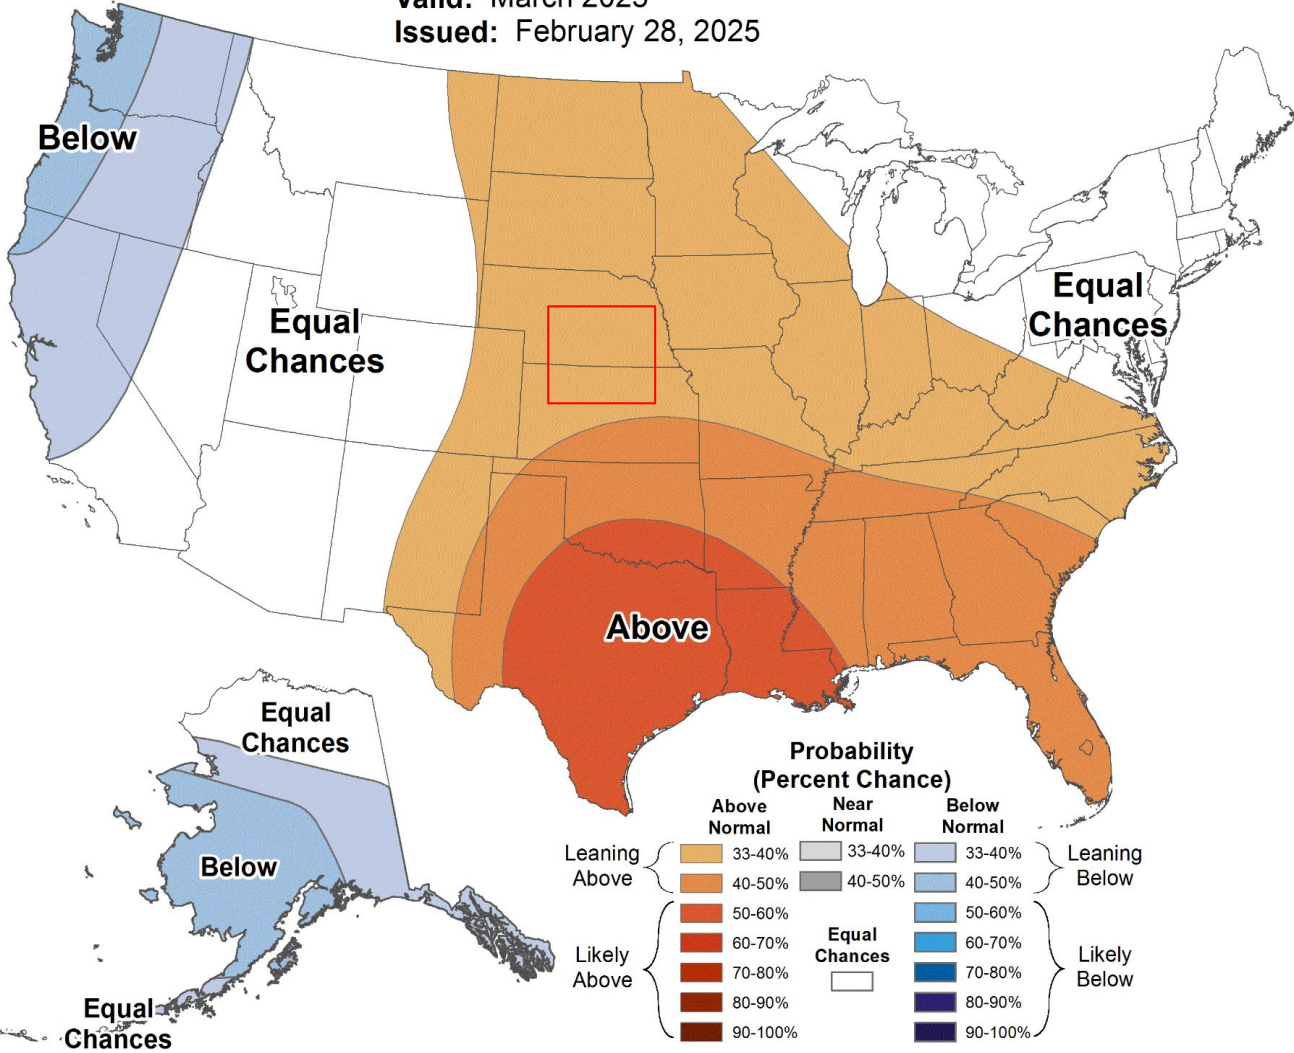 Valid: March 2025
Issued: February 28, 2025
Below
Equal
Chances
Equal
Chances
Above
Equal
Chances
Below
Equal
Chances
Probability
(Percent Chance)
Above
Normal
Near
Normal
Below
Normal
Leaning
Above
33-40%
33-40%
33-40%
Leaning
Below
40-50%
40-50%
40-50%
Likely
Above
50-60%
60-70%
70-80%
80-90%
90-100%
Equal
Chances
50-60%
60-70%
70-80%
80-90%
90-100%
Likely
Below